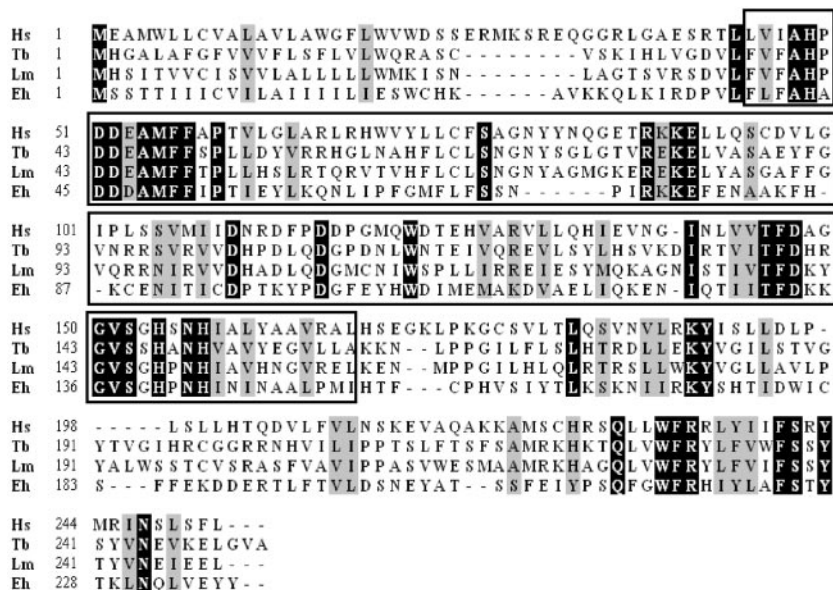 Hs 1 MEAMWLLCVALAVLAWGFLWVWDSSERMKSREQGGRLGAESRTLLVIAHP
Tb 1 MHGALAFGFVVVFLSFLVLWQRASC-------VSKIHLVGDVLFVFAHP
Lm 1 MHSITVVCISVVLALLLLLWMKISN-------LAGTSVRSDVLFVFAHP
Eh 1 MSSTTIIICVILAIIIILIESWCHK------AVKKQLKIRDPVLFLFAHA
Hs 51 DDEAMFFAPTVLGLARLRHWVYLLCFSAGNYYNQGETRKKELLQSCDVLG
Tb 43 DDEAMFFSPLLDYVRRHGLNAHFLCLSNGNYSGLGTVREKELVASAEYFG
Lm 43 DDEAMFFTPLLHSLRTQRVTVHFLCLSNGNYAGMGKEREKELYASGAFFG
Eh 45 DDDAMFFIPTIEYLKQNLIPFGMFLFSSN-----PIRKKEFENAAKFH-
Hs 101 IPLSSVMIIDNRDFPDDPGMQWDTEHVARVLLQHIEVNG-INLVVTFDAG
Tb 93 VNRRSVRVVDHPDLQDGPDNLWNTEIVQREVLSYLHSVKDIRTVITFDHR
Lm 93 VQRRNIRVVDHADLQDGMCNIWSPLLIRREIESYMQKAGNISTIVTFDKY
Eh 87 -KCENITICDPTKYPDGFEYHWDIMEMAKDVAELIQKEN-IQTIITFDKK
Hs 150 GVSGHSNHIALYAAVRALHSEGKLPKGCSVLTLQSVNVLRKYISLLDLP-
Tb 143 GVSSHANHVAVYEGVLLAKKN--LPPGILFLSLHTRDLLEKYVGILSTVG
Lm 143 GVSGHPNHIAVHNGVRELKEN--MPPGILHLQLRTRSLLWKYVGLLAVLP
Eh 136 GVSGHPNHININAALPMIHTF--CPHVSIYTLKSKNIIRKYSHTIDWIC
Hs 198 -----LSLLHTQDVLFVLNSKEVAQAKKAMSCHRSQLLWFRRLYIIFSRY
Tb 191 YTVGIHRCGGRRNHVILIPPTSLFTSFSAMRKHKTQLVWFRYLFVWFSSY
Lm 191 YALWSSTCVSRASFVAVIPPASVWESMAAMRKHAGQLVWFRYLFVIFSSY
Eh 183 S---FFEKDDERTLFTVLDSNEYAT--SSFEIYPSQFGWFRHIYLAFSTY
Hs 244 MRINSLSFL---
Tb 241 SYVNEVKELGVA
Lm 241 TYVNEIEEL---
Eh 228 TKLNQLVEYY--